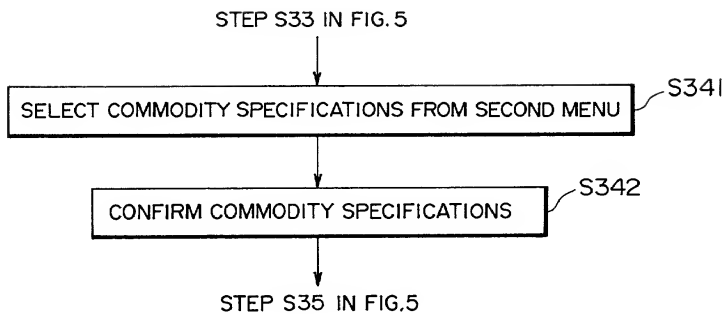 STEP S33 IN FIG. 5
SELECT COMMODITY SPECIFICATIONS FROM SECOND MENU
S341
CONFIRM COMMODITY SPECIFICATIONS
S342
STEP S35 IN FIG.5